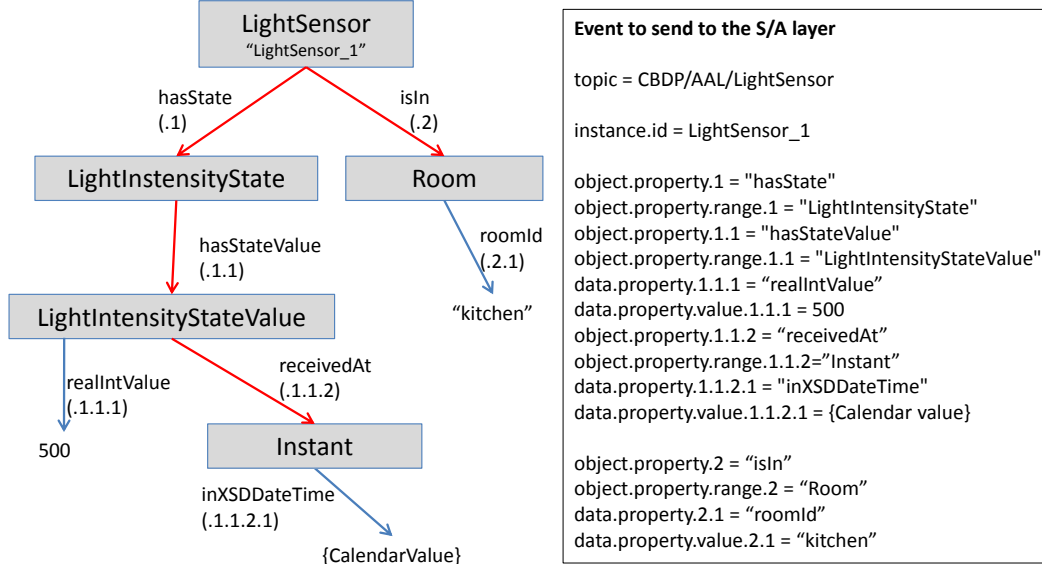 LightSensor
“LightSensor_1”
hasState
(.1)
isIn
(.2)
LightInstensityState
Room
hasStateValue
(.1.1)
roomId
(.2.1)
“kitchen”
LightIntensityStateValue
realIntValue
(.1.1.1)
receivedAt
(.1.1.2)
500
Instant
inXSDDateTime
(.1.1.2.1)
{CalendarValue}
Event to send to the S/A layer
topic = CBDP/AAL/LightSensor
instance.id = LightSensor_1
object.property.1 = "hasState"
object.property.range.1 = "LightIntensityState"
object.property.1.1 = "hasStateValue"
object.property.range.1.1 = "LightIntensityStateValue"
data.property.1.1.1 = “realIntValue”
data.property.value.1.1.1 = 500
object.property.1.1.2 = “receivedAt”
object.property.range.1.1.2=”Instant”
data.property.1.1.2.1 = "inXSDDateTime"
data.property.value.1.1.2.1 = {Calendar value}
object.property.2 = “isIn”
object.property.range.2 = “Room”
data.property.2.1 = “roomId”
data.property.value.2.1 = “kitchen”